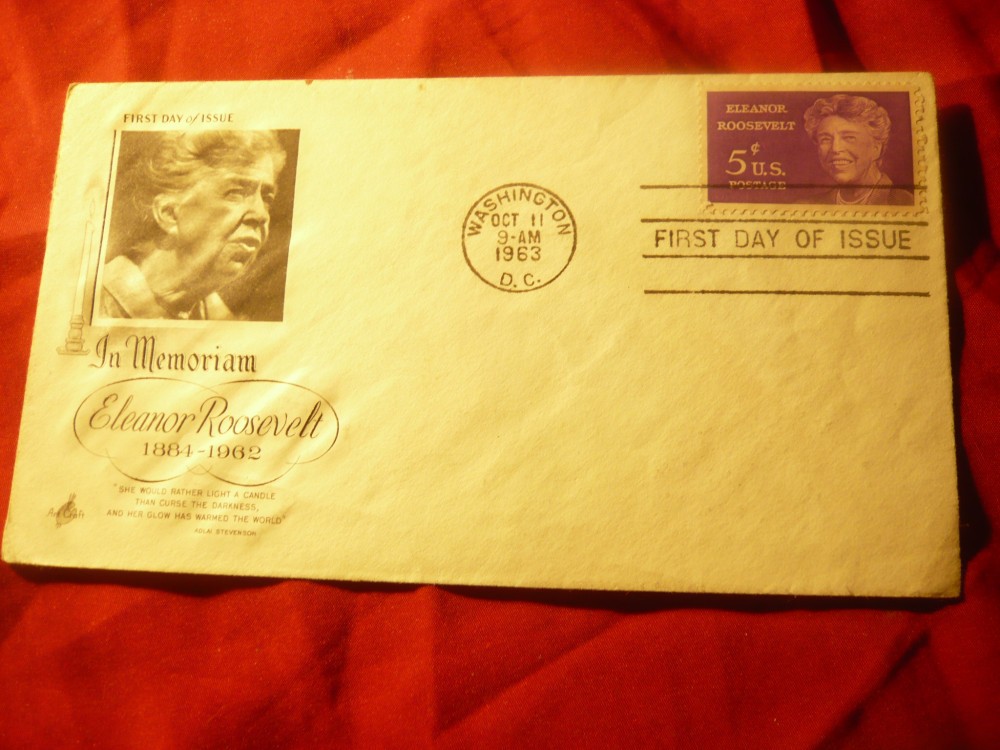 FIRST DAY of ISSUE
In Memoriam
Eleanor Roosevelt
1884-1962
"SHE WOULD RATHER LIGHT A CANDLE
THAN CURSE THE DARKNESS,
AND HER GLOW HAS WARMED THE WORLD"
ADLAI STEVENSON
Art Craft
WASHINGTON
OCT 11
9-AM
1963
D.C.
ELEANOR
ROOSEVELT
5¢ U.S.
POSTAGE
FIRST DAY OF ISSUE